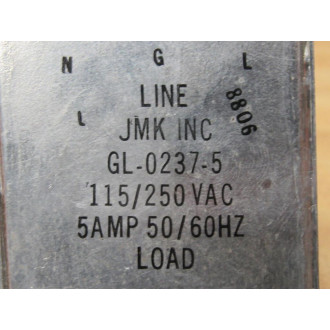 N G L
LINE
L
8806
JMK INC
GL-0237-5
115/250 VAC
5AMP 50/60HZ
LOAD